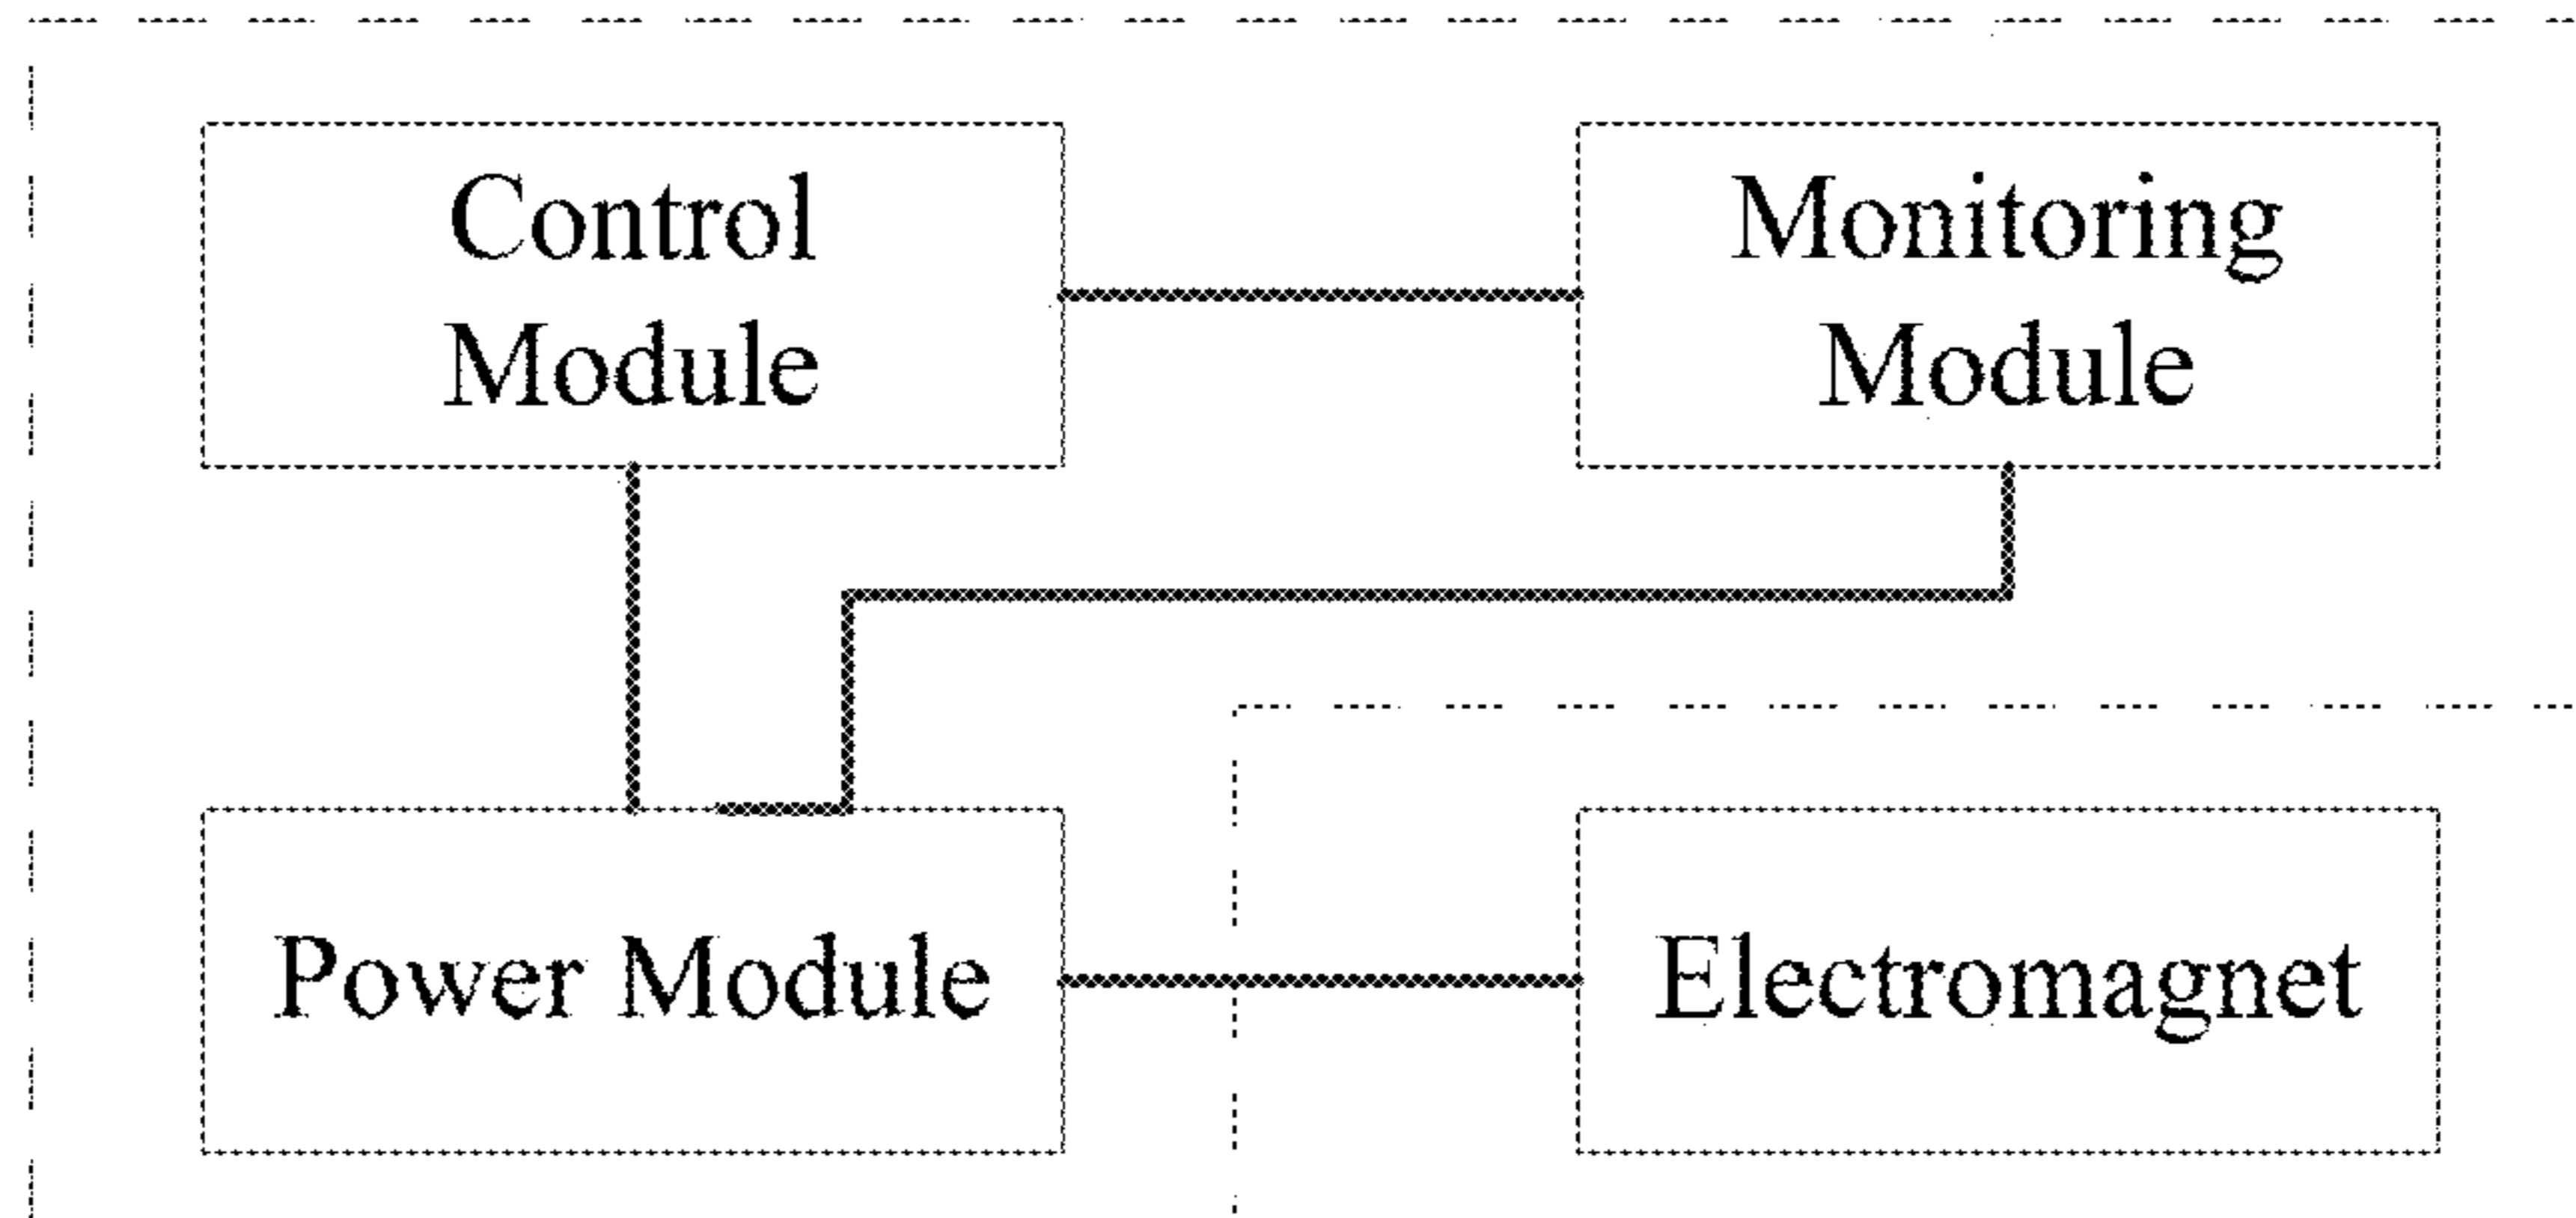 Control
Module
Monitoring
Module
Power Module
Electromagnet